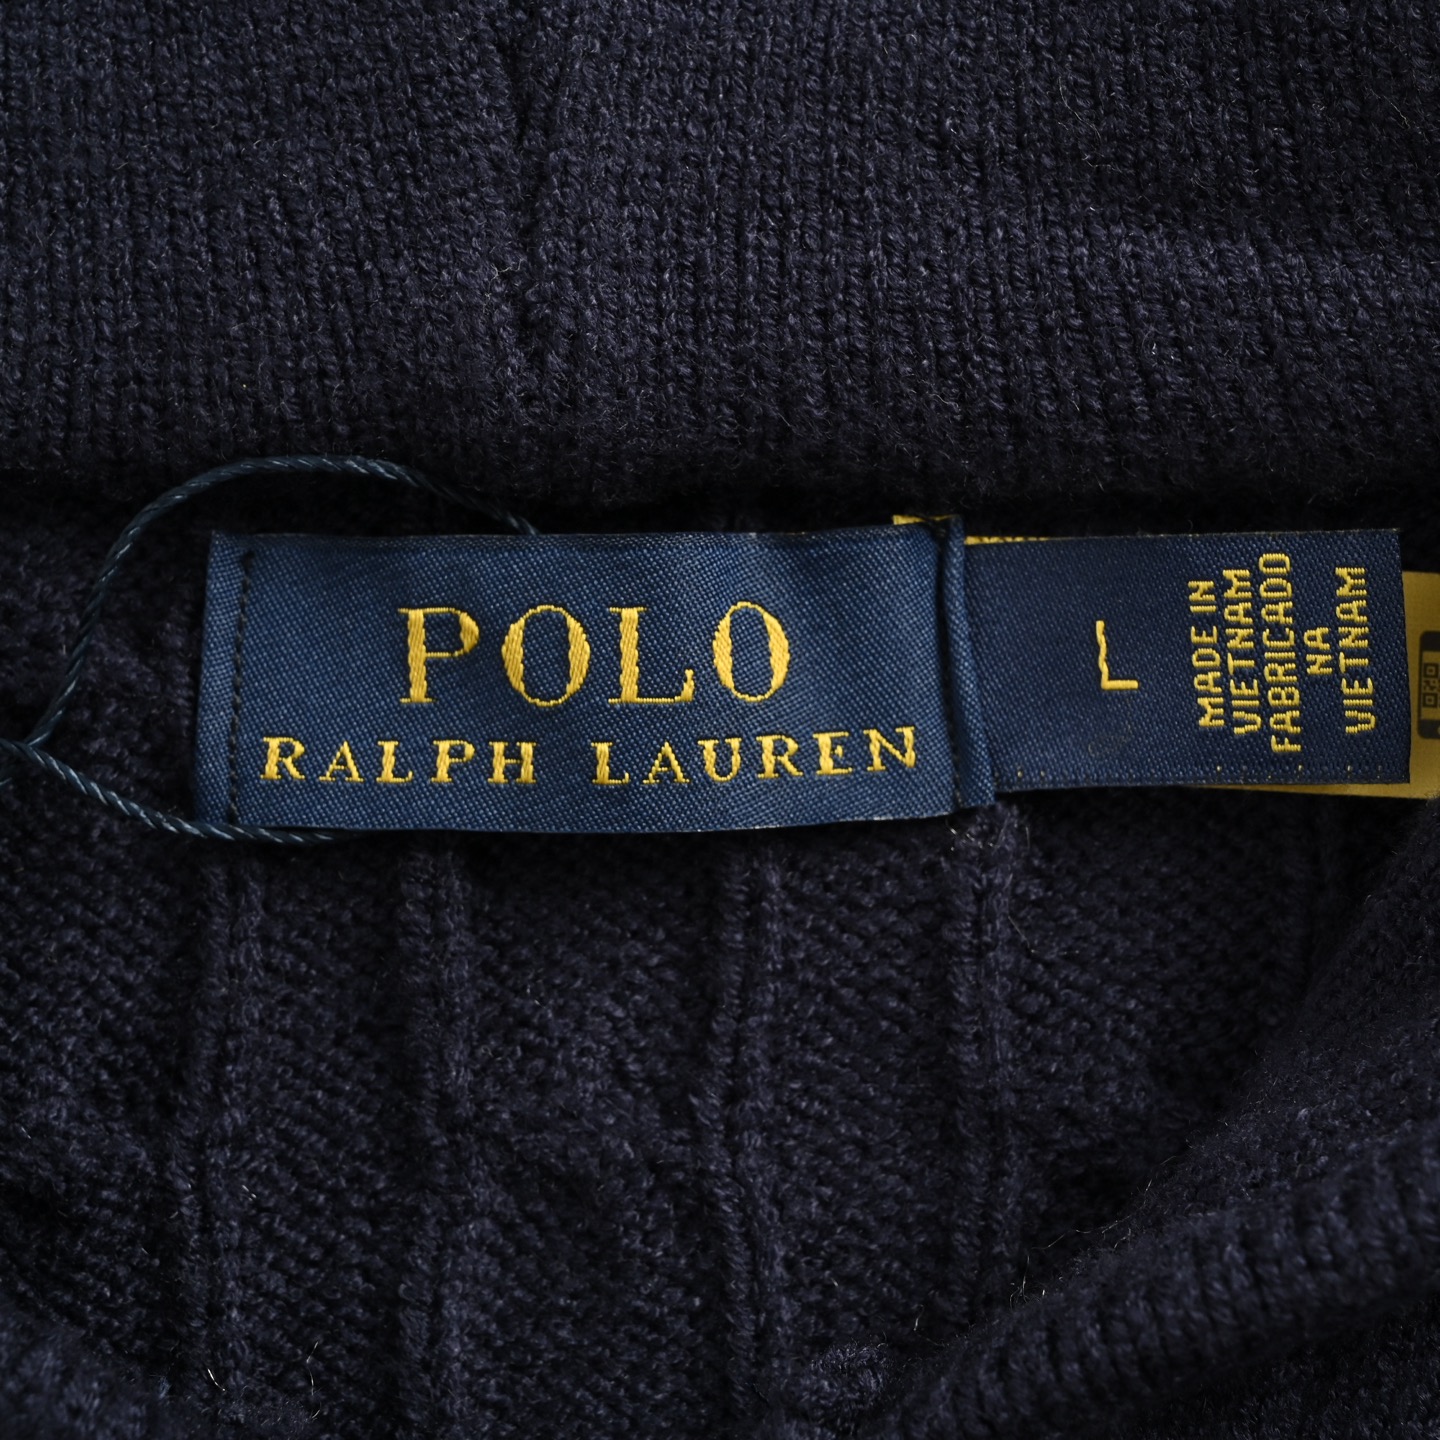 POLO
RALPH LAUREN
L
MADE IN
VIETNAM
FABRICADO
NA
VIETNAM